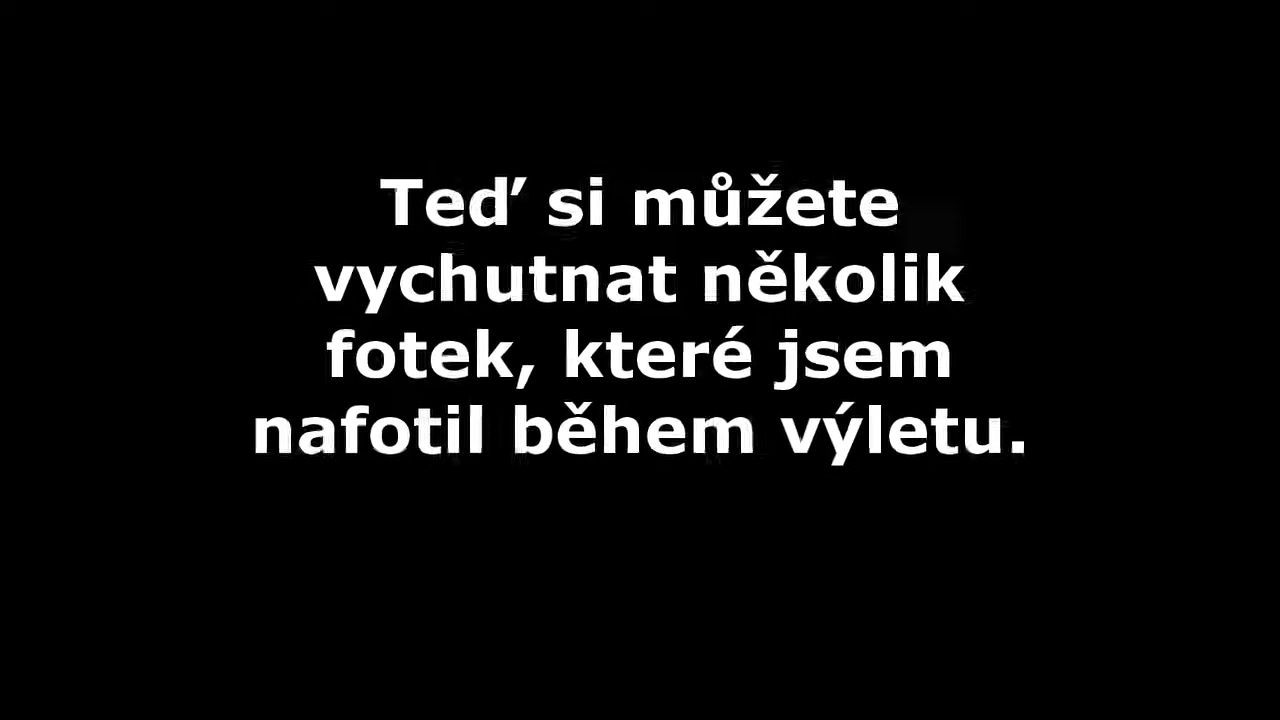 Teď si můžete
vychutnat několik
fotek, které jsem
nafotil během výletu.